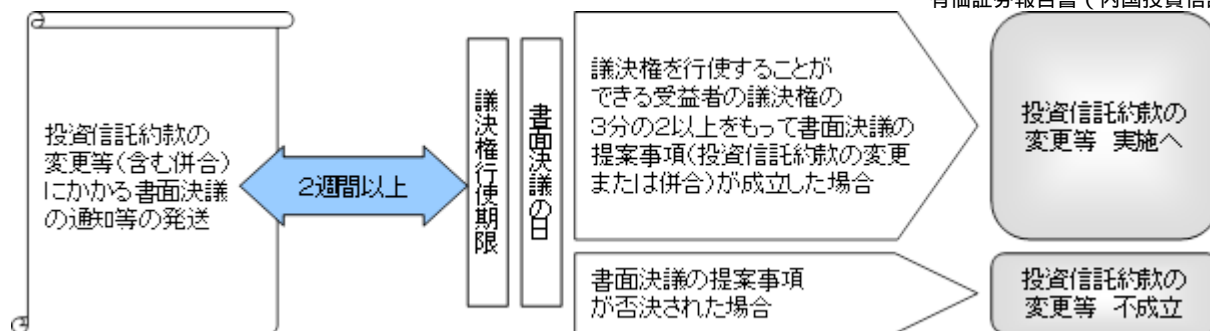 有価証券報告書（内国投資信託
投資信託約款の
変更等(含む併合)
にかかる書面決議
の通知等の発送
2週間以上
議決権行使期限
書面決議の日
議決権を行使することが
できる受益者の議決権の
3分の2以上をもって書面決議の
提案事項(投資信託約款の変更
または併合)が成立した場合
投資信託約款の
変更等 実施へ
書面決議の提案事項
が否決された場合
投資信託約款の
変更等 不成立